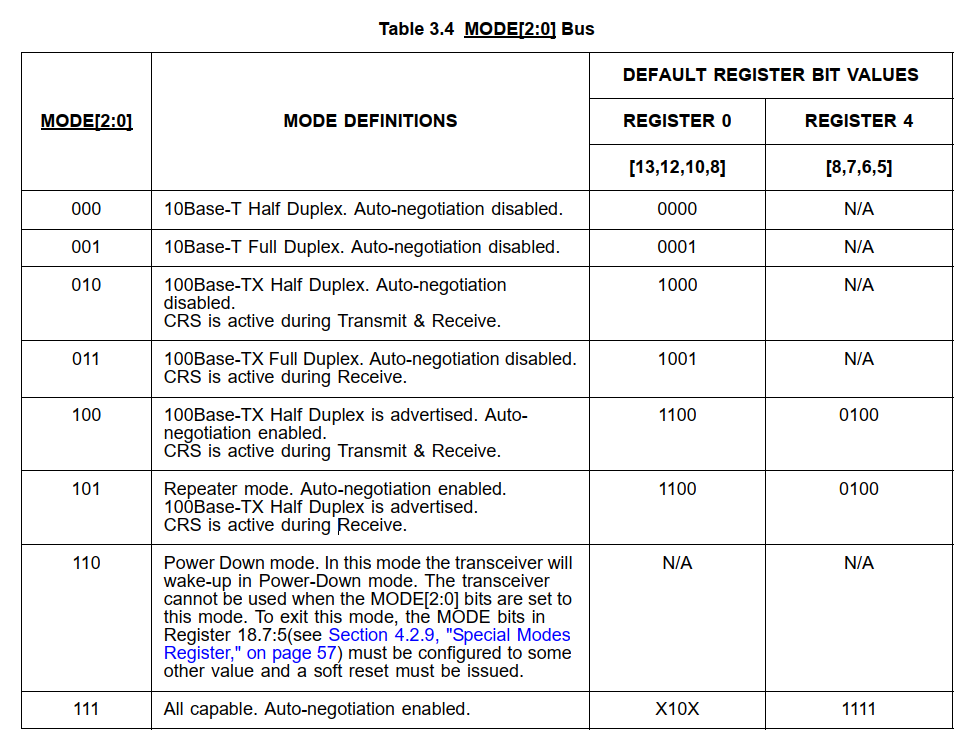 Table 3.4 MODE[2:0] Bus
DEFAULT REGISTER BIT VALUES
MODE[2:0]
MODE DEFINITIONS
REGISTER 0
REGISTER 4
[13,12,10,8]
[8,7,6,5]
000
10Base-T Half Duplex. Auto-negotiation disabled.
0000
N/A
001
10Base-T Full Duplex. Auto-negotiation disabled.
0001
N/A
010
100Base-TX Half Duplex. Auto-negotiation
disabled.
CRS is active during Transmit & Receive.
1000
N/A
011
100Base-TX Full Duplex. Auto-negotiation disabled.
CRS is active during Receive.
1001
N/A
100
100Base-TX Half Duplex is advertised. Auto-
negotiation enabled.
CRS is active during Transmit & Receive.
1100
0100
101
Repeater mode. Auto-negotiation enabled.
100Base-TX Half Duplex is advertised.
CRS is active during Receive.
1100
0100
110
Power Down mode. In this mode the transceiver will
wake-up in Power-Down mode. The transceiver
cannot be used when the MODE[2:0] bits are set to
this mode. To exit this mode, the MODE bits in
Register 18.7:5(see Section 4.2.9, "Special Modes
Register," on page 57) must be configured to some
other value and a soft reset must be issued.
N/A
N/A
111
All capable. Auto-negotiation enabled.
X10X
1111